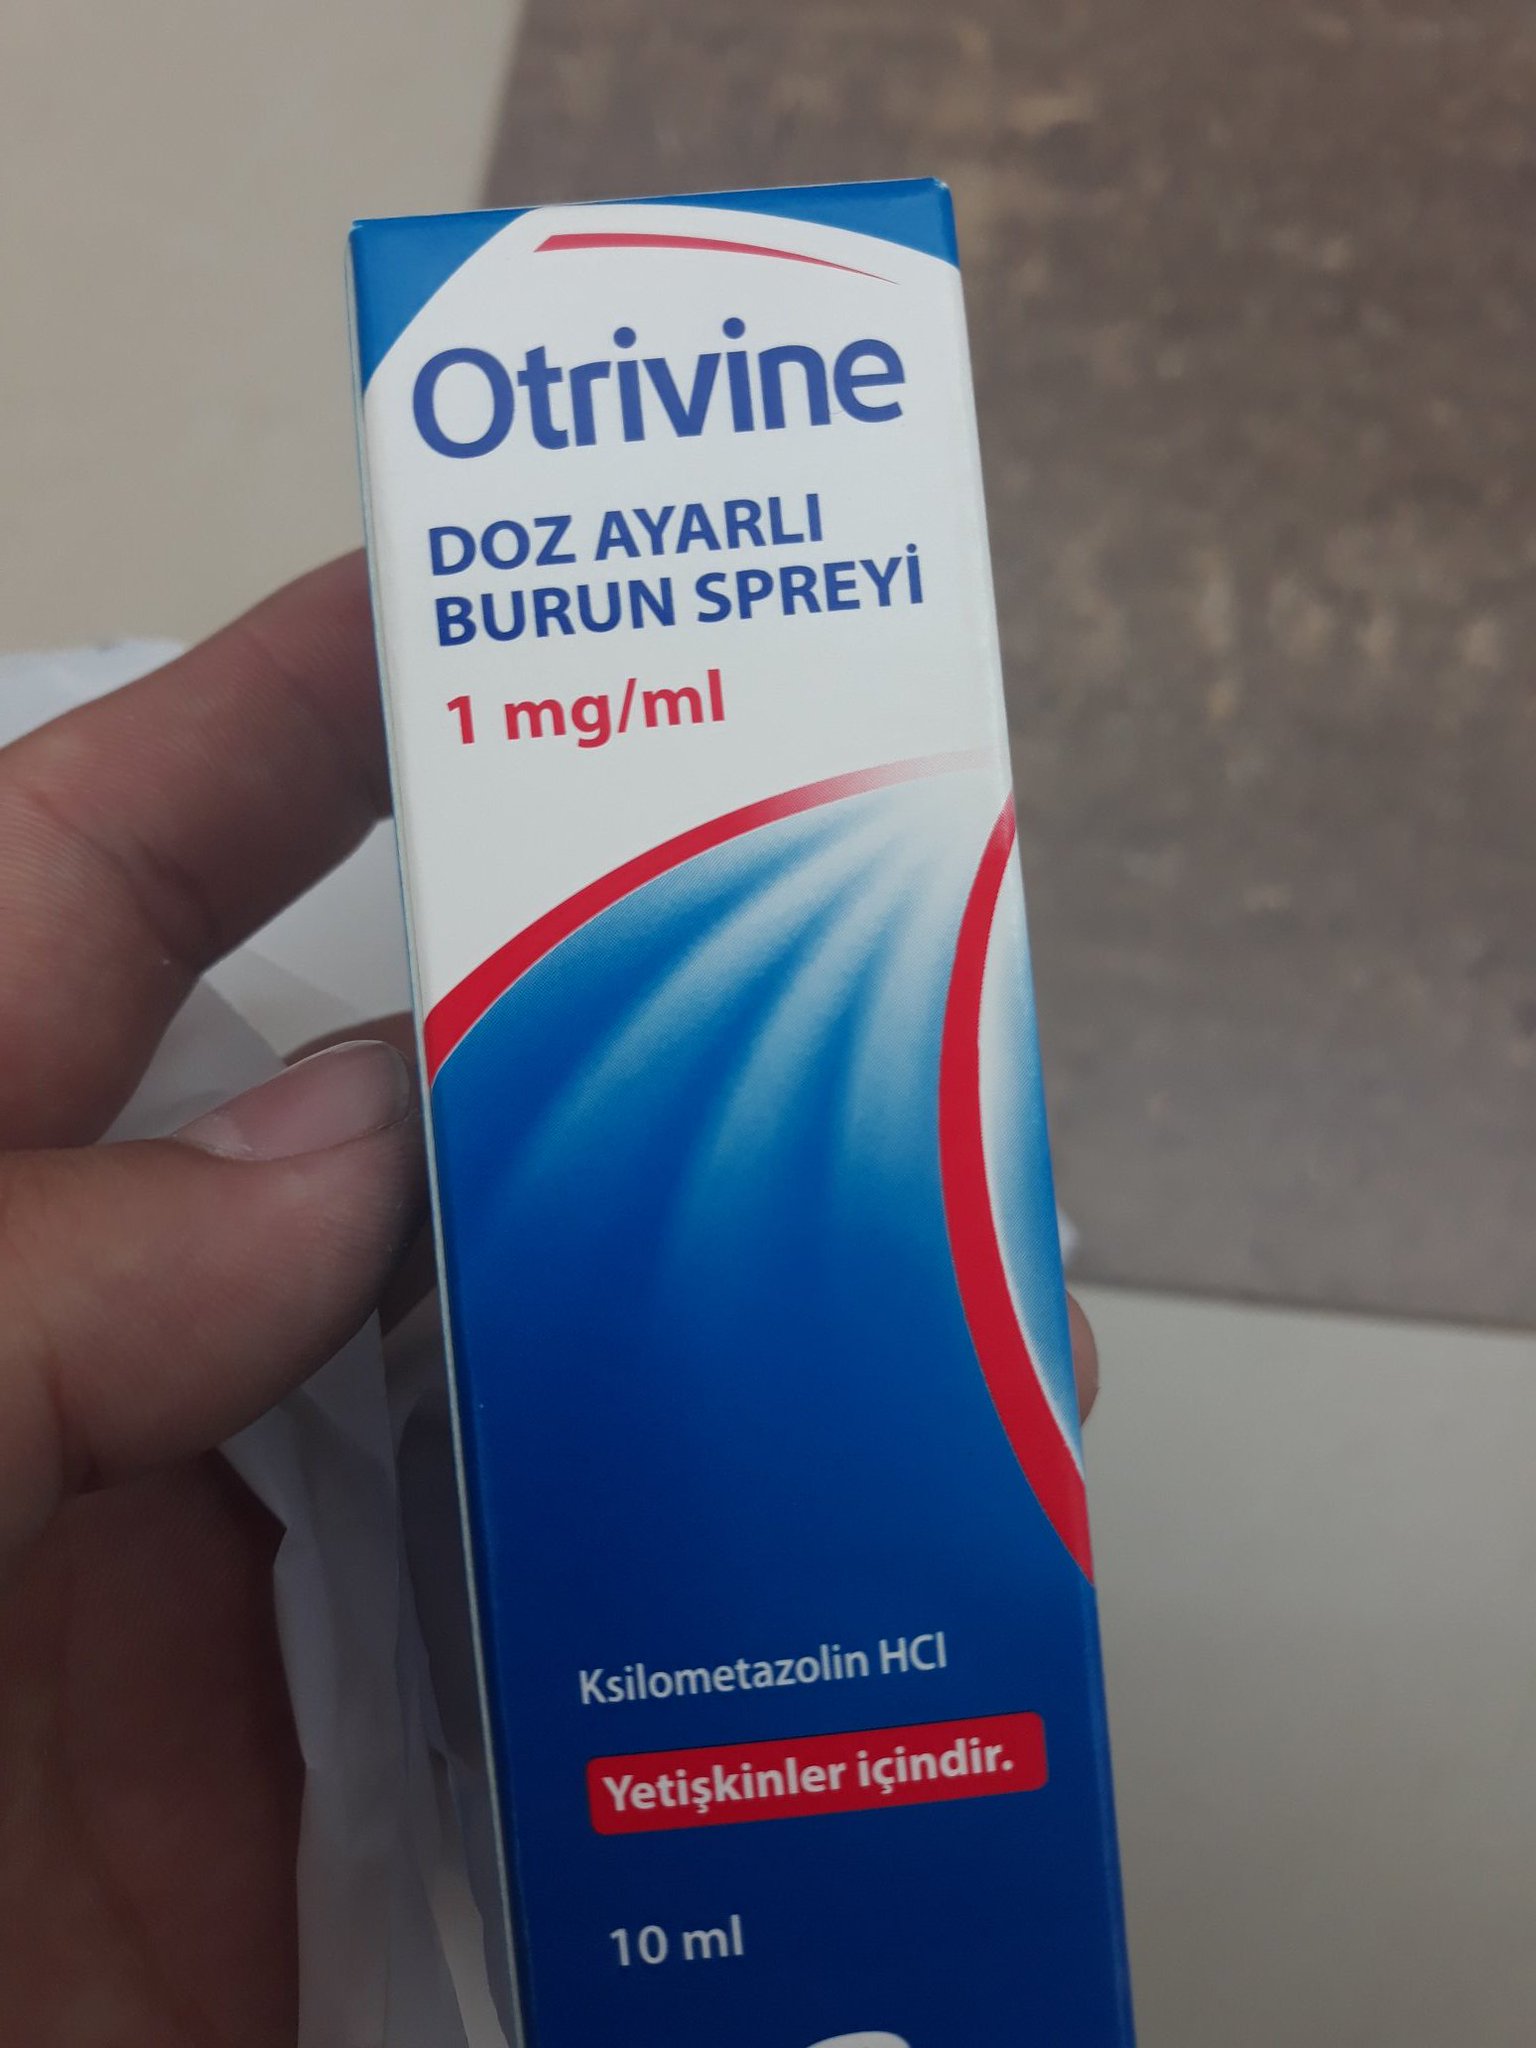 Otrivine
DOZ AYARLI
BURUN SPREYİ
1 mg/ml
Ksilometazolin HCl
Yetişkinler içindir.
10 ml